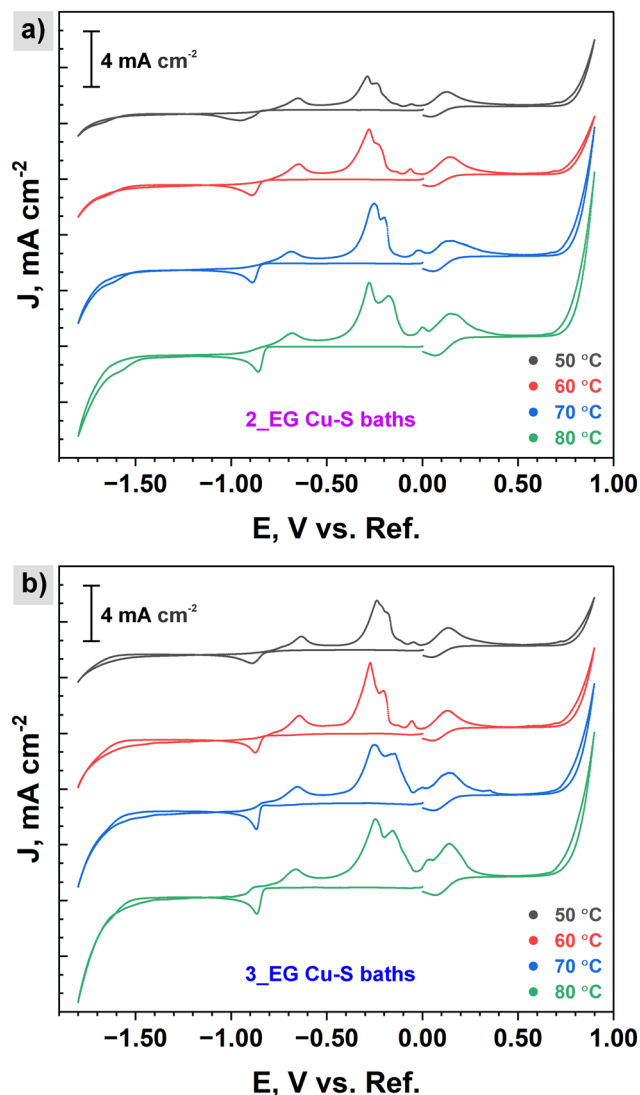 a)
4 mA cm⁻²
J, mA cm⁻²
50 °C
60 °C
70 °C
80 °C
2_EG Cu-S baths
−1.50 −1.00 −0.50 0.00 0.50 1.00
E, V vs. Ref.
b)
4 mA cm⁻²
J, mA cm⁻²
50 °C
60 °C
70 °C
80 °C
3_EG Cu-S baths
−1.50 −1.00 −0.50 0.00 0.50 1.00
E, V vs. Ref.